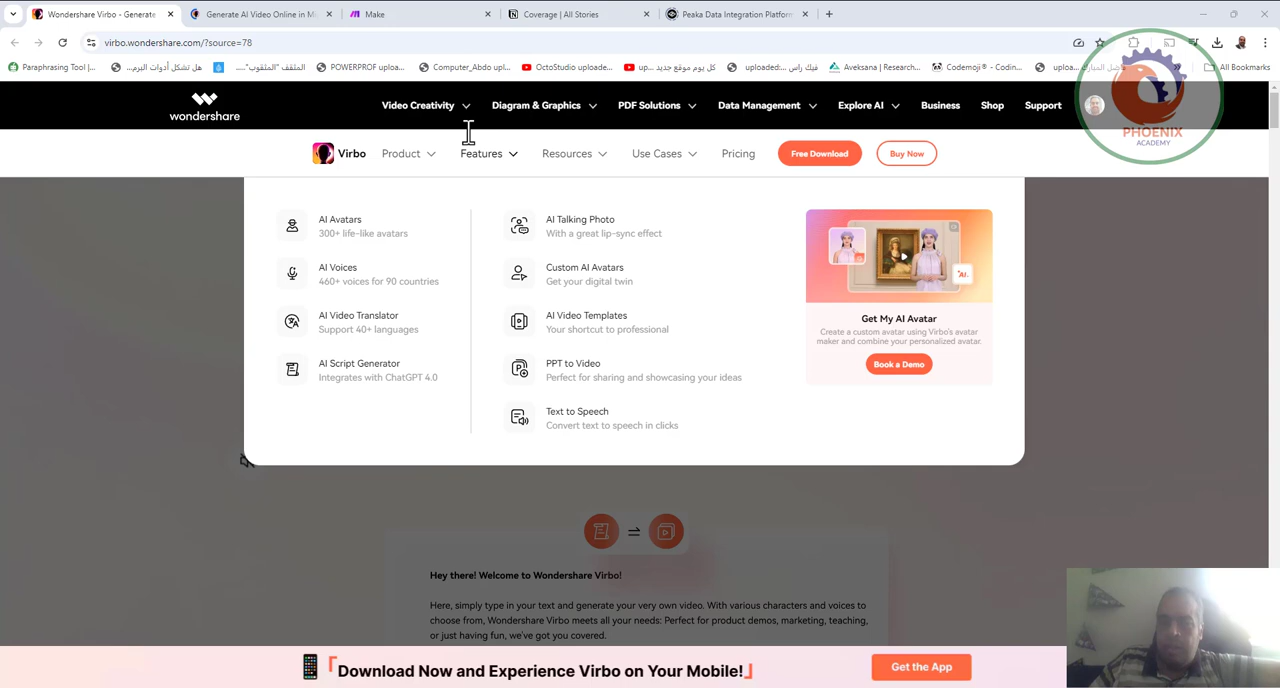 Wondershare Virbo - Generate
Generate AI Video Online in Mi
Make
Coverage | All Stories
Peaka Data Integration Platform
virbo.wondershare.com/?source=78
Paraphrasing Tool |...
هل تشكل أدوات البرم...
المثقف "المثقوب"....
POWERPROF uploa...
Computer_Abdo upl...
OctoStudio uploade...
كل يوم موقع جديد up...
فيك راس uploaded...
Aveksana | Research...
Codemoji® - Codin...
All Bookmarks
wondershare
Video Creativity
Diagram & Graphics
PDF Solutions
Data Management
Explore AI
Business
Shop
Support
PHOENIX
ACADEMY
Virbo
Product
Features
Resources
Use Cases
Pricing
Free Download
Buy Now
AI Avatars
300+ life-like avatars
AI Voices
460+ voices for 90 countries
AI Video Translator
Support 40+ languages
AI Script Generator
Integrates with ChatGPT 4.0
AI Talking Photo
With a great lip-sync effect
Custom AI Avatars
Get your digital twin
AI Video Templates
Your shortcut to professional
PPT to Video
Perfect for sharing and showcasing your ideas
Text to Speech
Convert text to speech in clicks
AI
Get My AI Avatar
Create a custom avatar using Virbo's avatar
maker and combine your personalized avatar.
Book a Demo
Hey there! Welcome to Wondershare Virbo!
Here, simply type in your text and generate your very own video. With various characters and voices to
choose from, Wondershare Virbo meets all your needs: Perfect for product demos, marketing, teaching,
or just having fun, we've got you covered.
「Download Now and Experience Virbo on Your Mobile!」
Get the App